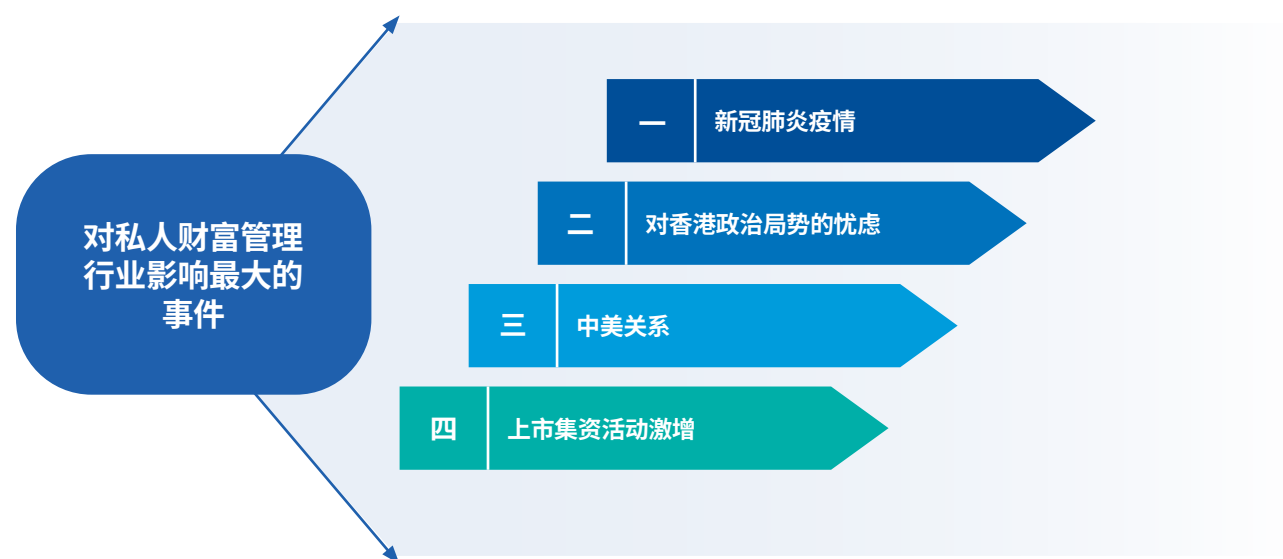 对私人财富管理
行业影响最大的
事件
一 新冠肺炎疫情
二 对香港政治局势的忧虑
三 中美关系
四 上市集资活动激增